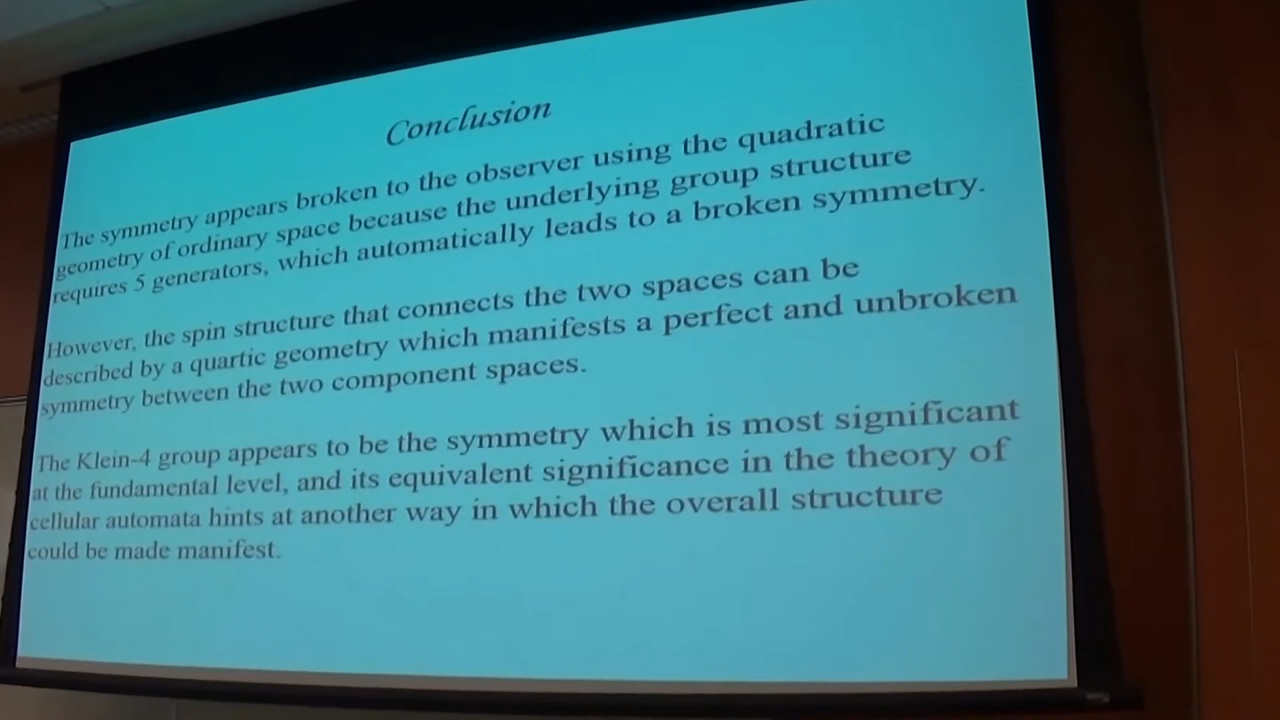 Conclusion
The symmetry appears broken to the observer using the quadratic
geometry of ordinary space because the underlying group structure
requires 5 generators, which automatically leads to a broken symmetry.
However, the spin structure that connects the two spaces can be
described by a quartic geometry which manifests a perfect and unbroken
symmetry between the two component spaces.
The Klein-4 group appears to be the symmetry which is most significant
at the fundamental level, and its equivalent significance in the theory of
cellular automata hints at another way in which the overall structure
could be made manifest.